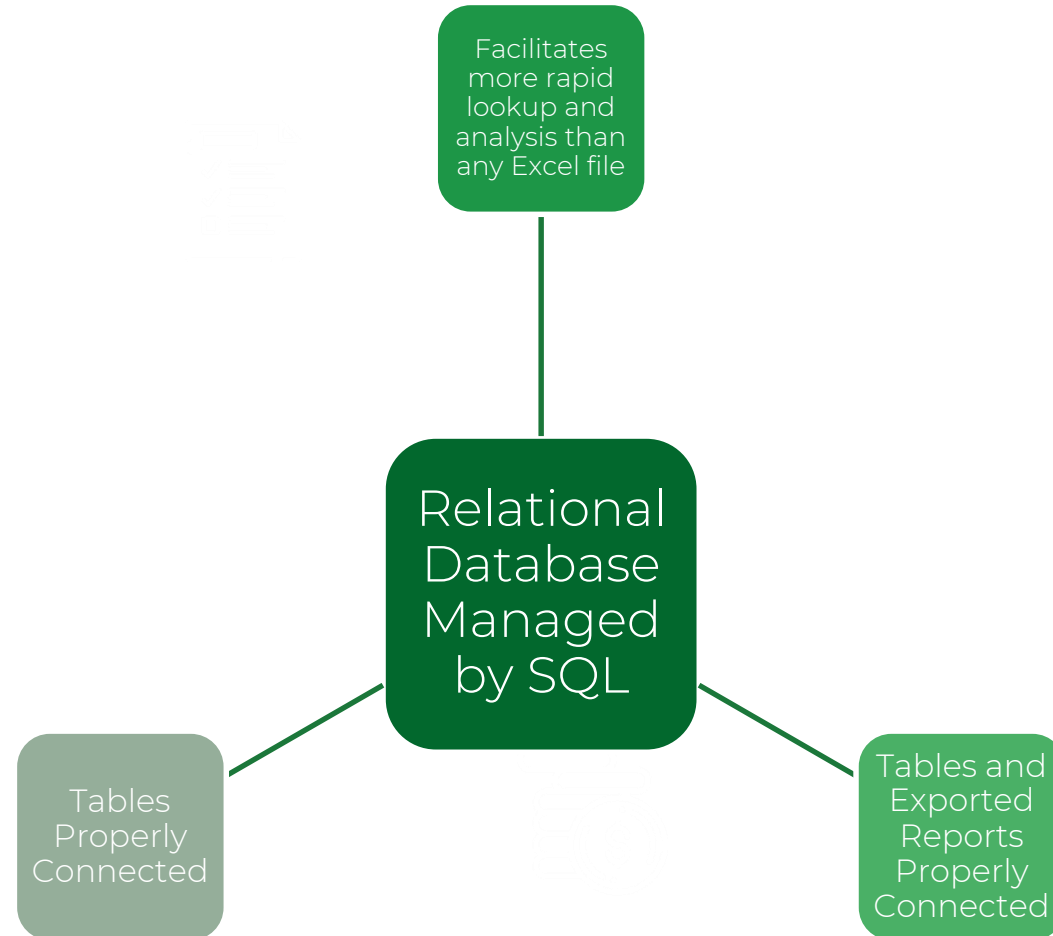 Facilitates
more rapid
lookup and
analysis than
any Excel file
Relational
Database
Managed
by SQL
Tables
Properly
Connected
Tables and
Exported
Reports
Properly
Connected